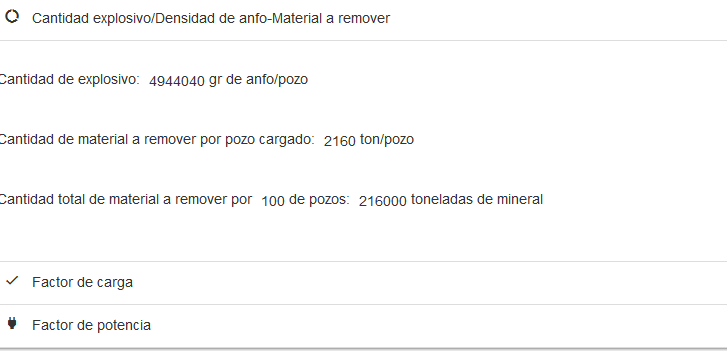 Cantidad explosivo/Densidad de anfo-Material a remover
Cantidad de explosivo: 4944040 gr de anfo/pozo
Cantidad de material a remover por pozo cargado: 2160 ton/pozo
Cantidad total de material a remover por 100 de pozos: 216000 toneladas de mineral
Factor de carga
Factor de potencia